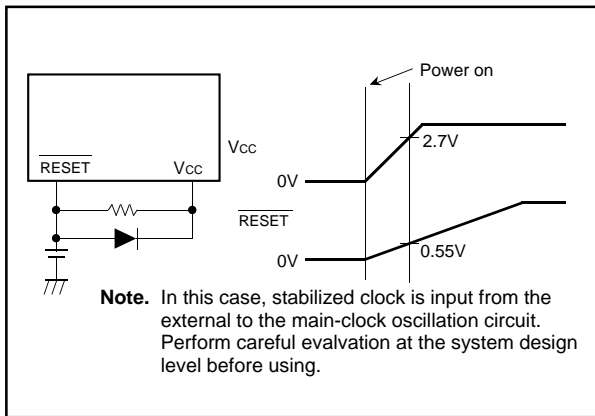 Power on
Vcc
2.7V
RESET
Vcc
0V
RESET
0V
0.55V
Note. In this case, stabilized clock is input from the
external to the main-clock oscillation circuit.
Perform careful evalvation at the system design
level before using.